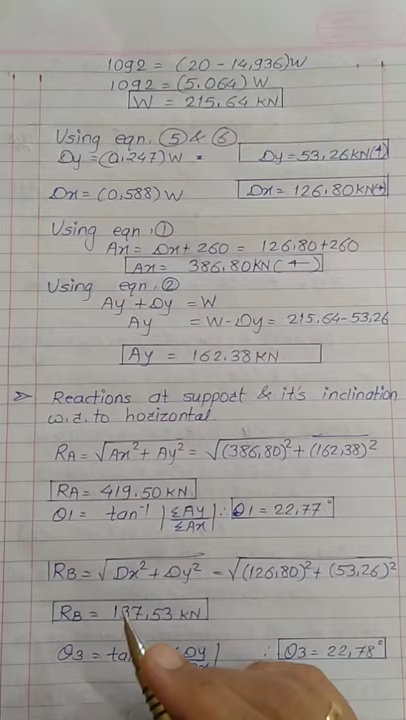 1092 = (20 - 14,936)W
1092 = (5.064) W
W = 215.64 KN
Using eqn. ⑤ & ⑥
Dy = (0.247)W = Dy = 53,26 KN(↑)
Dx = (0,588) W Dx = 126,80 KN
Using eqn. ①
Ax = Dx + 260 = 126,80+260
Ax = 386,80 KN (←)
Using eqn. ②
Ay + Dy = W
Ay = W - Dy = 215.64 - 53,26
Ay = 162.38 KN
➢ Reactions at support & it's inclination
w.r.to horizontal.
RA = √Ax² + Ay² = √(386,80)² + (162,38)²
RA = 419.50 KN
θ1 = tan⁻¹ |ΣAy/ΣAx| ∴ θ1 = 22,77°
RB = √Dx² + Dy² = √(126,80)² + (53,26)²
RB = 137,53 KN
θ3 = tan Dy ∴ θ3 = 22,78°